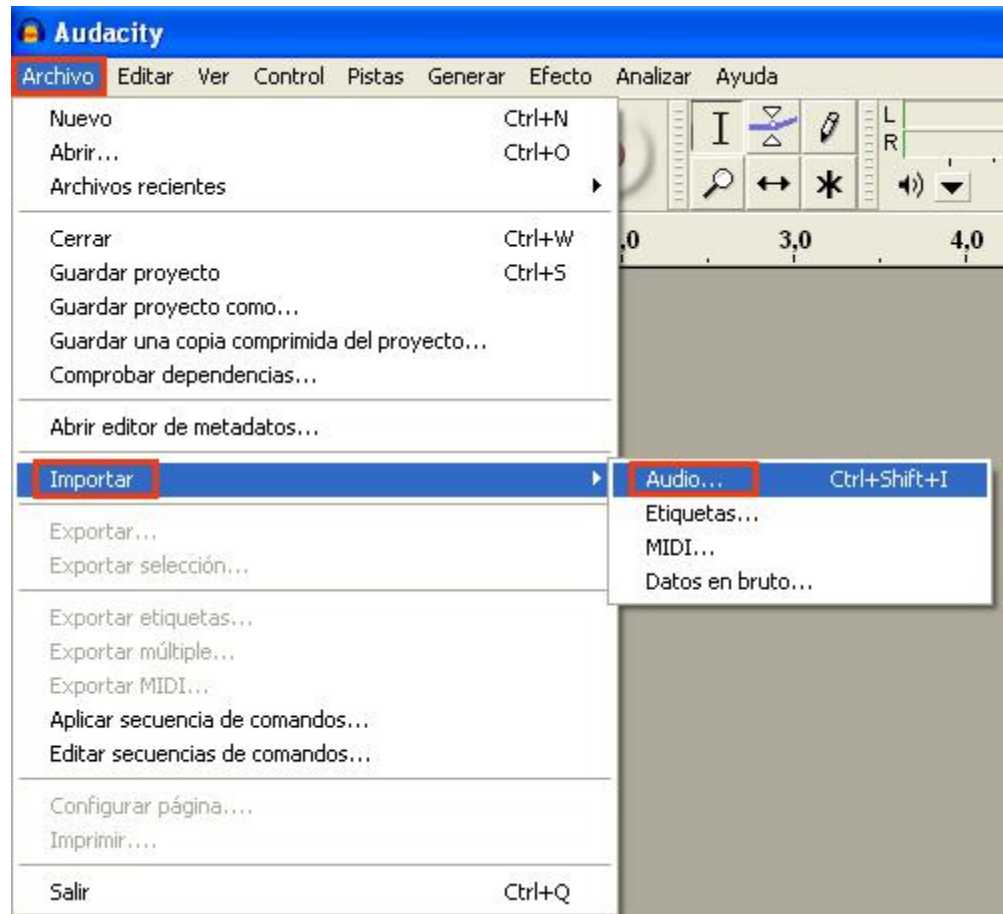 Audacity
Archivo Editar Ver Control Pistas Generar Efecto Analizar Ayuda
Nuevo Ctrl+N
Abrir... Ctrl+O
Archivos recientes
L
R
Cerrar Ctrl+W
,0 3,0 4,0
Guardar proyecto Ctrl+S
Guardar proyecto como...
Guardar una copia comprimida del proyecto...
Comprobar dependencias...
Abrir editor de metadatos...
Importar
Audio... Ctrl+Shift+I
Etiquetas...
MIDI...
Datos en bruto...
Exportar...
Exportar selección...
Exportar etiquetas...
Exportar múltiple...
Exportar MIDI...
Aplicar secuencia de comandos...
Editar secuencias de comandos...
Configurar página....
Imprimir....
Salir Ctrl+Q